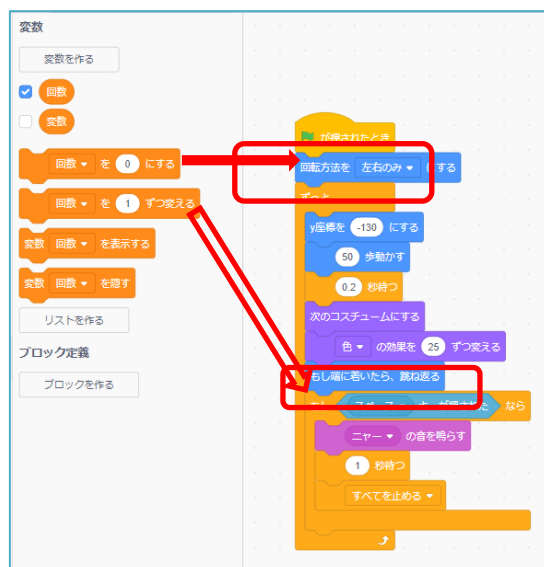 変数
変数を作る
回数
変数
回数 を 0 にする
回数 を 1 ずつ変える
変数 回数 を表示する
変数 回数 を隠す
リストを作る
ブロック定義
ブロックを作る
が押されたとき
回転方法を 左右のみ にする
ずっと
y座標を -130 にする
50 歩動かす
0.2 秒待つ
次のコスチュームにする
色 の効果を 25 ずつ変える
もし端に着いたら、跳ね返る
もし スペース キーが押された なら
ニャー の音を鳴らす
1 秒待つ
すべてを止める